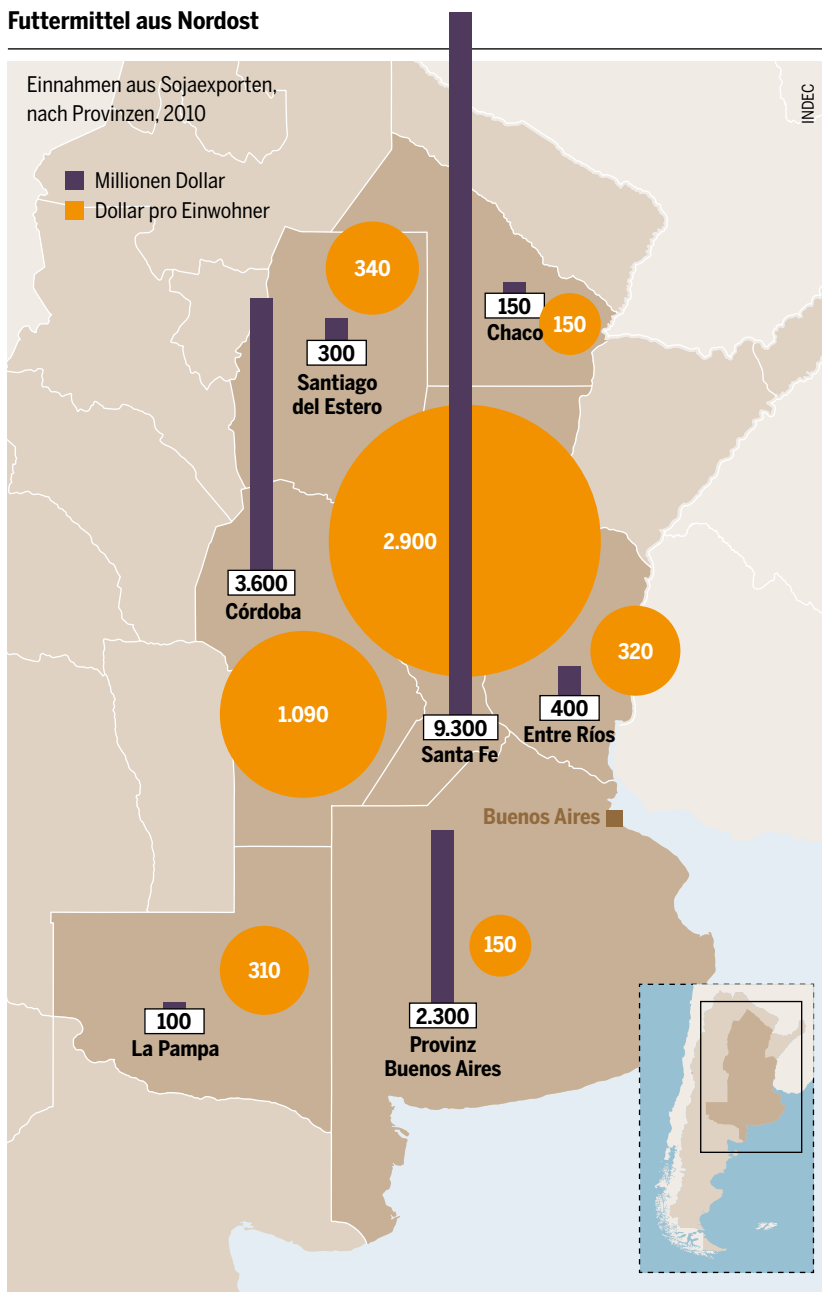 Futtermittel aus Nordost
Einnahmen aus Sojaexporten,
nach Provinzen, 2010
INDEC
Millionen Dollar
Dollar pro Einwohner
340
300
Santiago
del Estero
150
Chaco
150
3.600
Córdoba
2.900
1.090
9.300
Santa Fe
320
400
Entre Ríos
Buenos Aires
310
100
La Pampa
150
2.300
Provinz
Buenos Aires